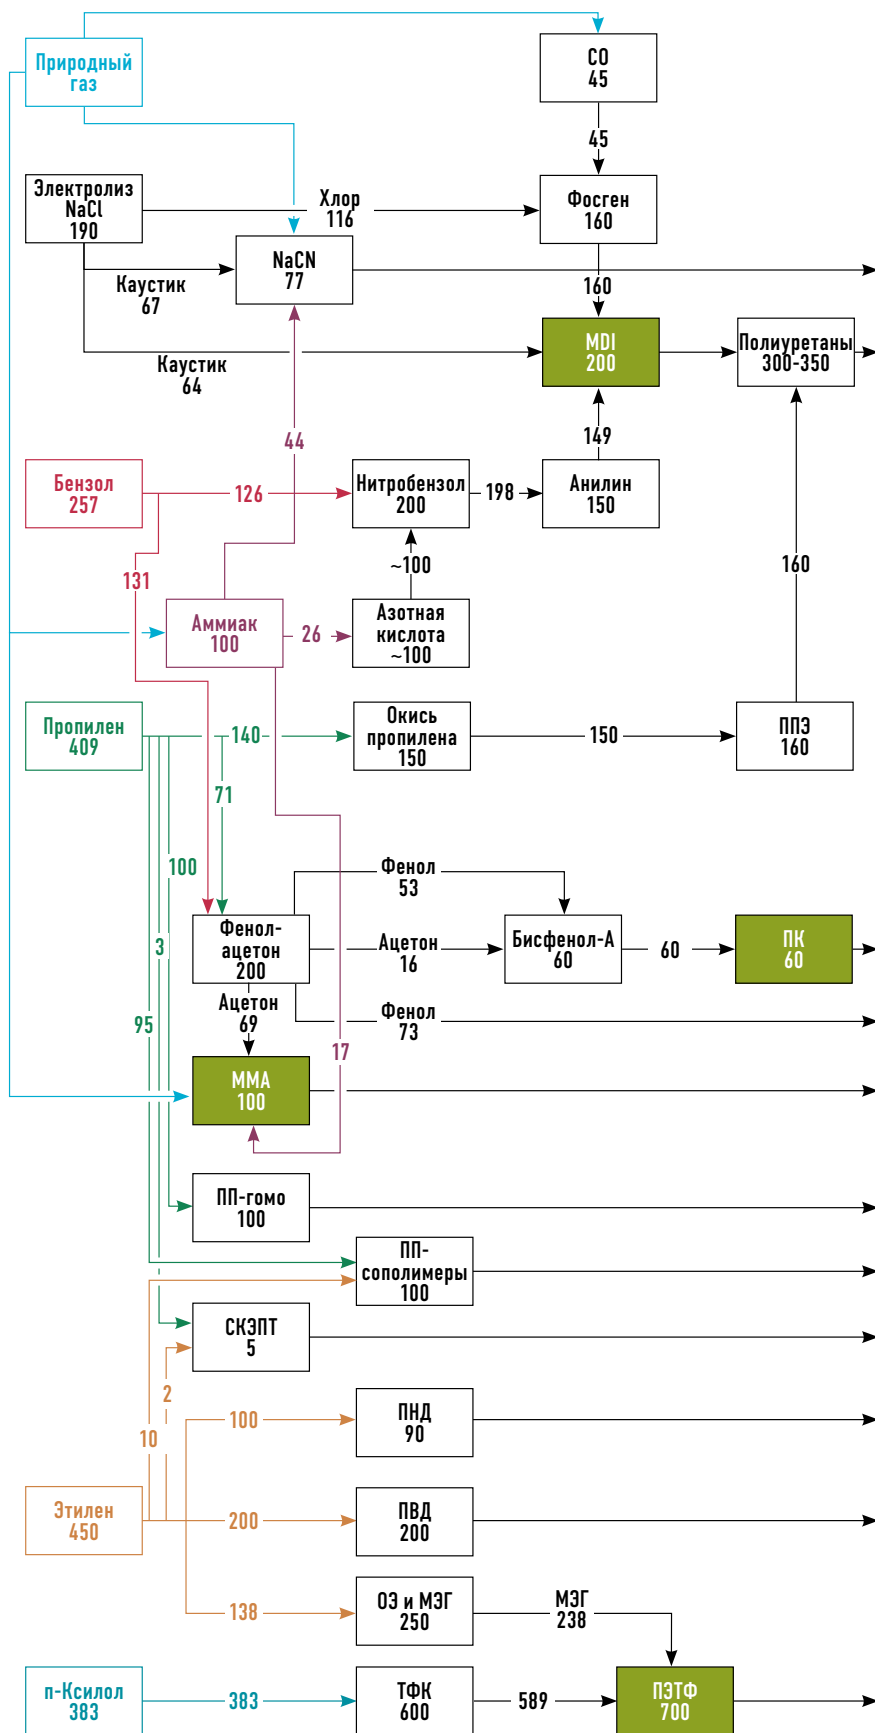 Природный
газ
CO
45
45
Электролиз
NaCl
190
Хлор
116
Фосген
160
NaCN
77
Каустик
67
160
MDI
200
Полиуретаны
300-350
Каустик
64
44
149
Бензол
257
126
Нитробензол
200
198
Анилин
150
~100
160
131
Аммиак
100
26
Азотная
кислота
~100
Пропилен
409
140
Окись
пропилена
150
150
ППЭ
160
71
100
Фенол
53
3
Фенол-
ацетон
200
Ацетон
16
Бисфенол-А
60
60
ПК
60
Ацетон
69
Фенол
73
95
17
ММА
100
ПП-гомо
100
ПП-
сополимеры
100
СКЭПТ
5
2
10
100
ПНД
90
Этилен
450
200
ПВД
200
138
ОЭ и МЭГ
250
МЭГ
238
п-Ксилол
383
383
ТФК
600
589
ПЭТФ
700